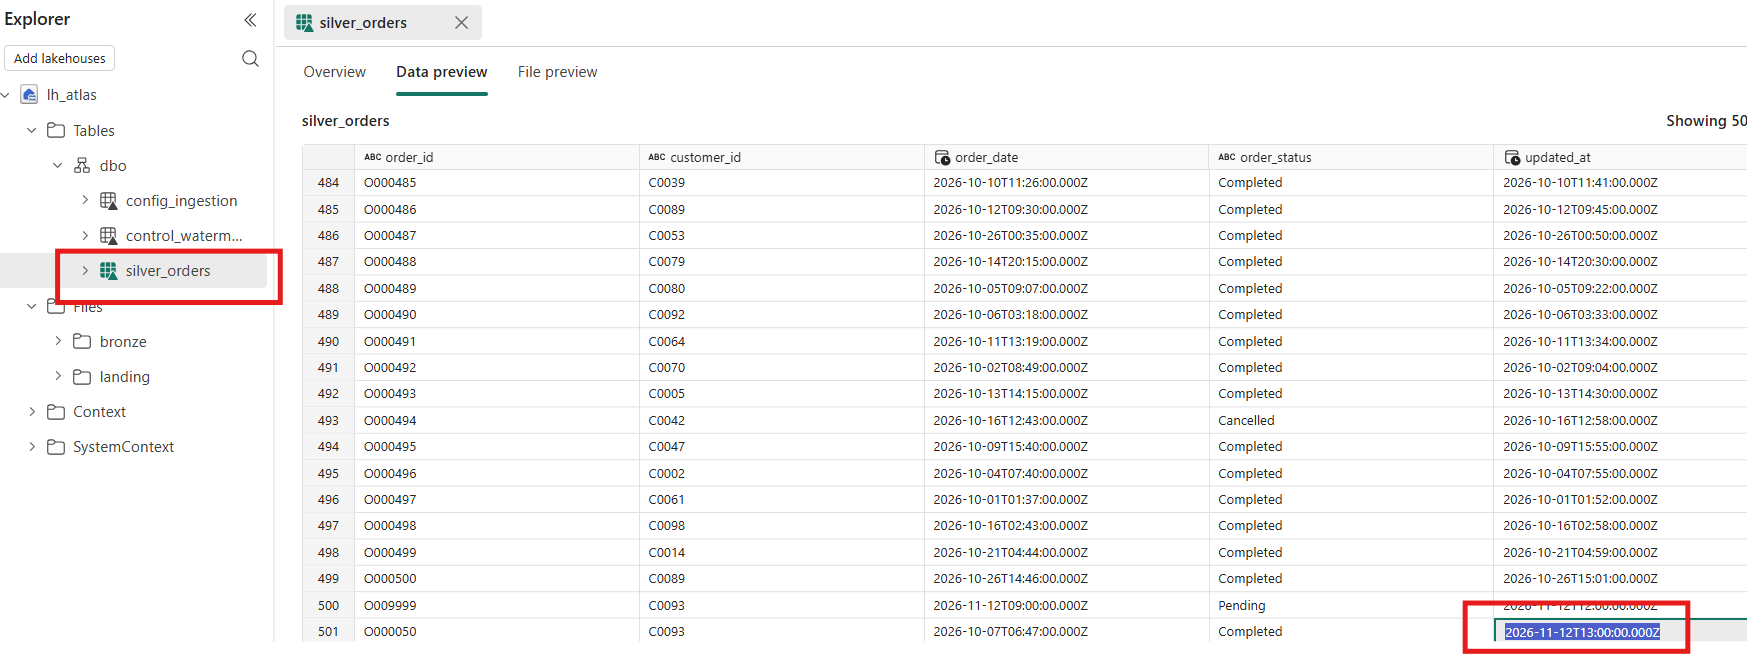 Explorer
Add lakehouses
lh_atlas
Tables
dbo
config_ingestion
control_waterm...
silver_orders
Files
bronze
landing
Context
SystemContext
silver_orders
Overview Data preview File preview
silver_orders Showing 50
ABC order_id ABC customer_id order_date ABC order_status updated_at
484 O000485 C0039 2026-10-10T11:26:00.000Z Completed 2026-10-10T11:41:00.000Z
485 O000486 C0089 2026-10-12T09:30:00.000Z Completed 2026-10-12T09:45:00.000Z
486 O000487 C0053 2026-10-26T00:35:00.000Z Completed 2026-10-26T00:50:00.000Z
487 O000488 C0079 2026-10-14T20:15:00.000Z Completed 2026-10-14T20:30:00.000Z
488 O000489 C0080 2026-10-05T09:07:00.000Z Completed 2026-10-05T09:22:00.000Z
489 O000490 C0092 2026-10-06T03:18:00.000Z Completed 2026-10-06T03:33:00.000Z
490 O000491 C0064 2026-10-11T13:19:00.000Z Completed 2026-10-11T13:34:00.000Z
491 O000492 C0070 2026-10-02T08:49:00.000Z Completed 2026-10-02T09:04:00.000Z
492 O000493 C0005 2026-10-13T14:15:00.000Z Completed 2026-10-13T14:30:00.000Z
493 O000494 C0042 2026-10-16T12:43:00.000Z Cancelled 2026-10-16T12:58:00.000Z
494 O000495 C0047 2026-10-09T15:40:00.000Z Completed 2026-10-09T15:55:00.000Z
495 O000496 C0002 2026-10-04T07:40:00.000Z Completed 2026-10-04T07:55:00.000Z
496 O000497 C0061 2026-10-01T01:37:00.000Z Completed 2026-10-01T01:52:00.000Z
497 O000498 C0098 2026-10-16T02:43:00.000Z Completed 2026-10-16T02:58:00.000Z
498 O000499 C0014 2026-10-21T04:44:00.000Z Completed 2026-10-21T04:59:00.000Z
499 O000500 C0089 2026-10-26T14:46:00.000Z Completed 2026-10-26T15:01:00.000Z
500 O009999 C0093 2026-11-12T09:00:00.000Z Pending 2026-11-12T12:00:00.000Z
501 O000050 C0093 2026-10-07T06:47:00.000Z Completed 2026-11-12T13:00:00.000Z